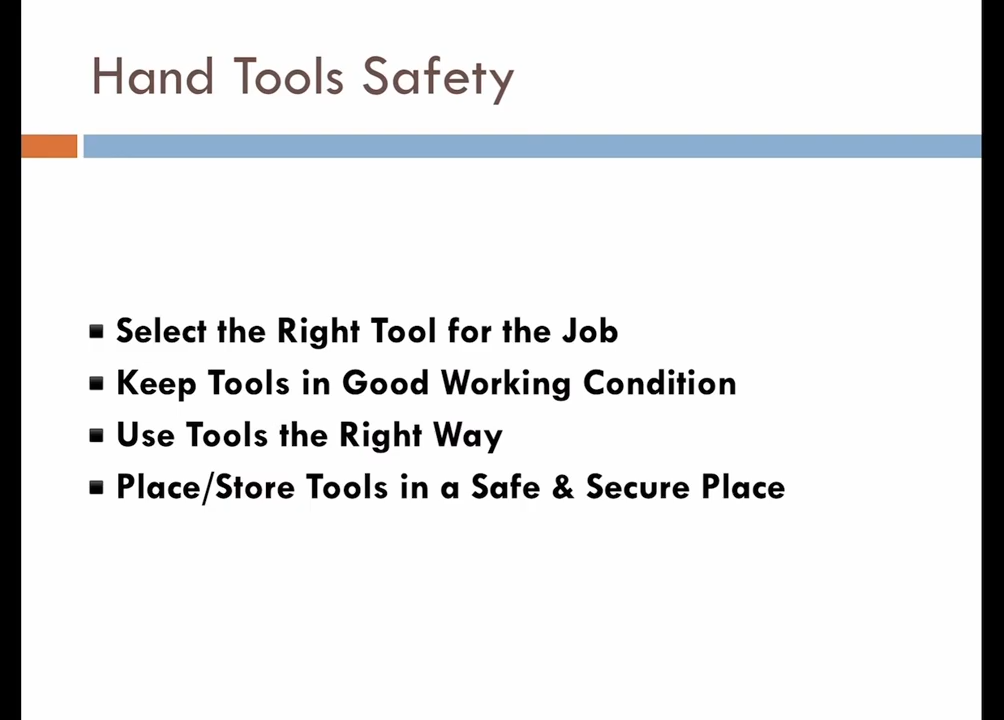 Hand Tools Safety
▪ Select the Right Tool for the Job
▪ Keep Tools in Good Working Condition
▪ Use Tools the Right Way
▪ Place/Store Tools in a Safe & Secure Place